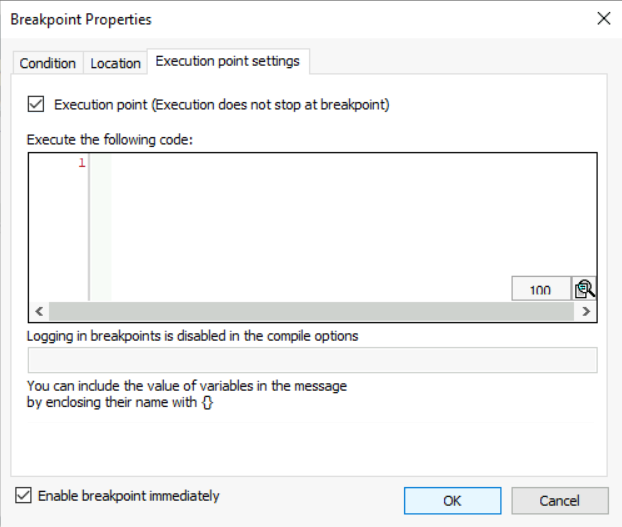 Breakpoint Properties
Condition Location Execution point settings
Execution point (Execution does not stop at breakpoint)
Execute the following code:
1
100
Logging in breakpoints is disabled in the compile options
You can include the value of variables in the message
by enclosing their name with {}
Enable breakpoint immediately
OK Cancel